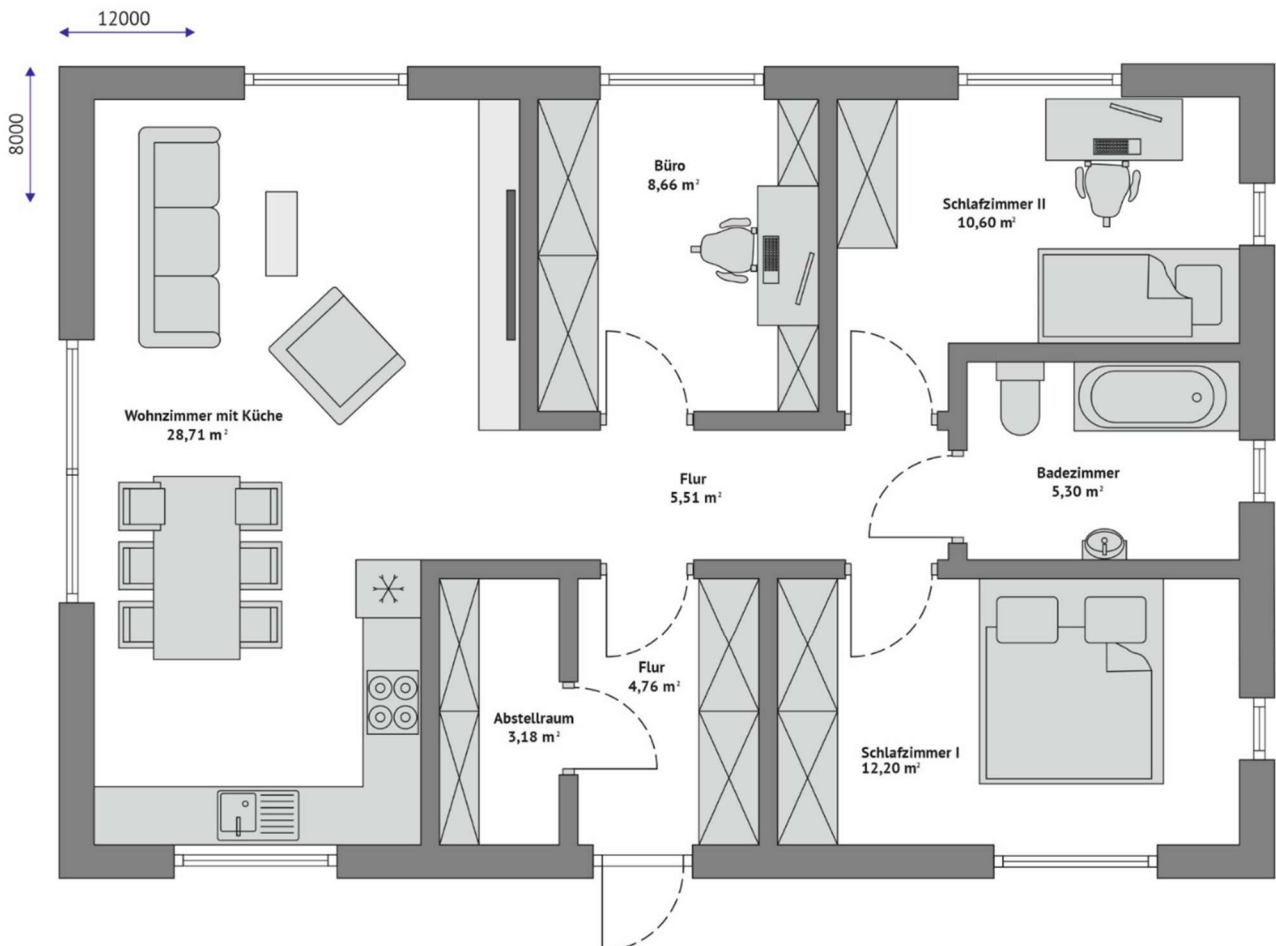 12000
8000
Büro
8,66 m²
Schlafzimmer II
10,60 m²
Wohnzimmer mit Küche
28,71 m²
Flur
5,51 m²
Badezimmer
5,30 m²
Flur
4,76 m²
Abstellraum
3,18 m²
Schlafzimmer I
12,20 m²